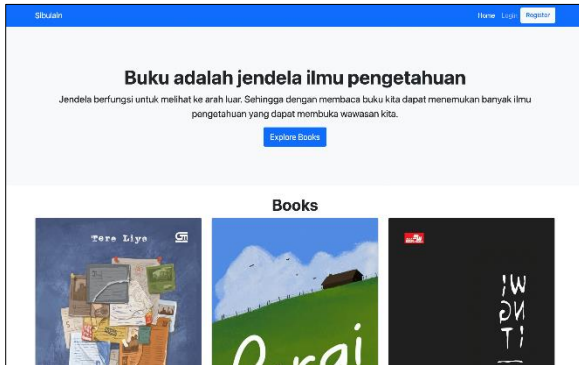 Sibulain
Home Login Register
Buku adalah jendela ilmu pengetahuan
Jendela berfungsi untuk melihat ke arah luar. Sehingga dengan membaca buku kita dapat menemukan banyak ilmu
pengetahuan yang dapat membuka wawasan kita.
Explore Books
Books
Tere Liye